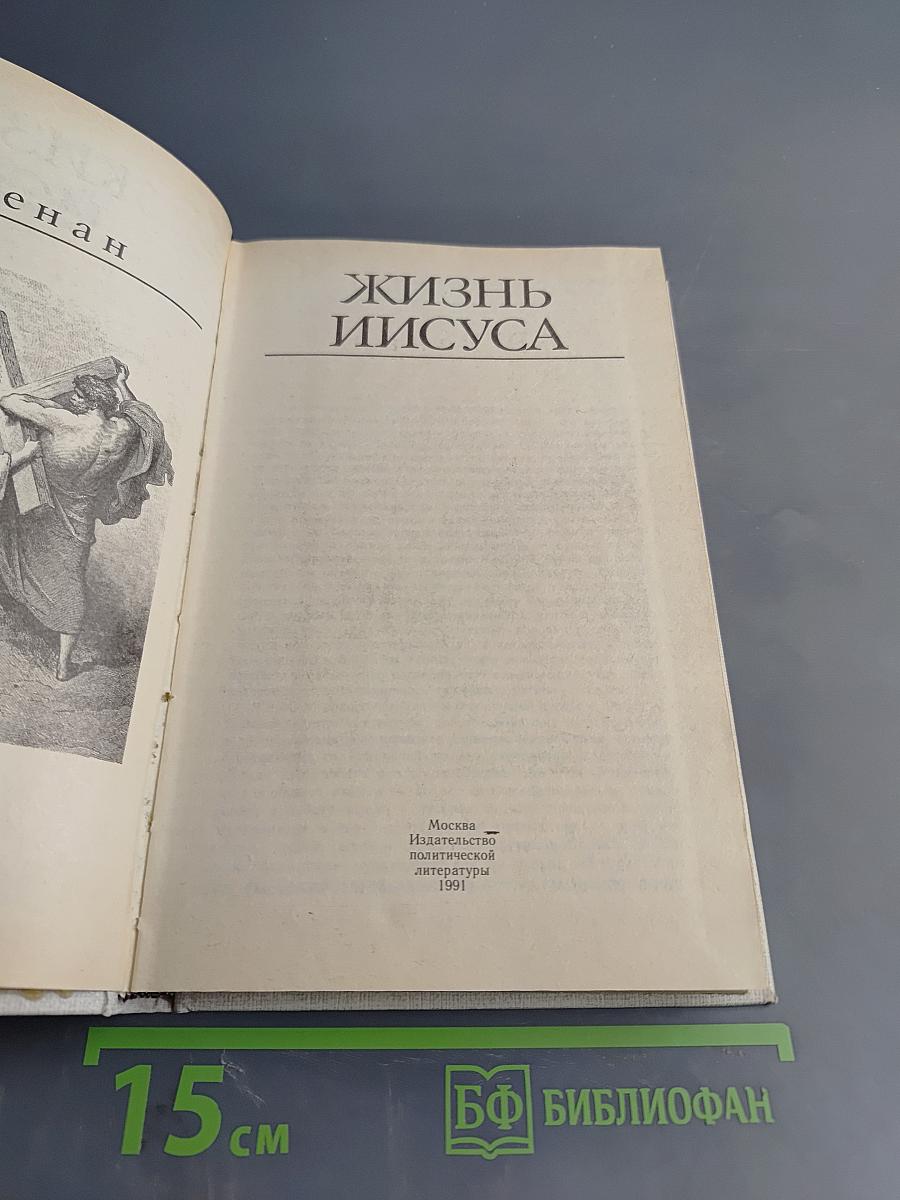 енан
ЖИЗНЬ
ИИСУСА
Москва
Издательство
политической
литературы
1991
15 см
БФ БИБЛИОФАН